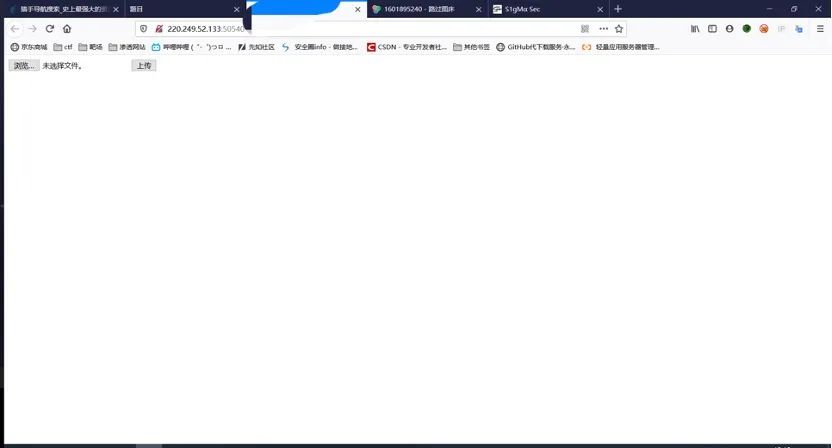 猎手导航搜索_史上最强大的 题目 1601895240 - 路过图床 S1gMa Sec
220.249.52.133:50540
京东商城 ctf 靶场 渗透网站 哔哩哔哩 ( ゜- ゜)つロ ... 先知社区 安全圈info - 做接地... CSDN - 专业开发者社... 其他书签 GitHub代下载服务-永... 轻量应用服务器管理...
浏览... 未选择文件。 上传